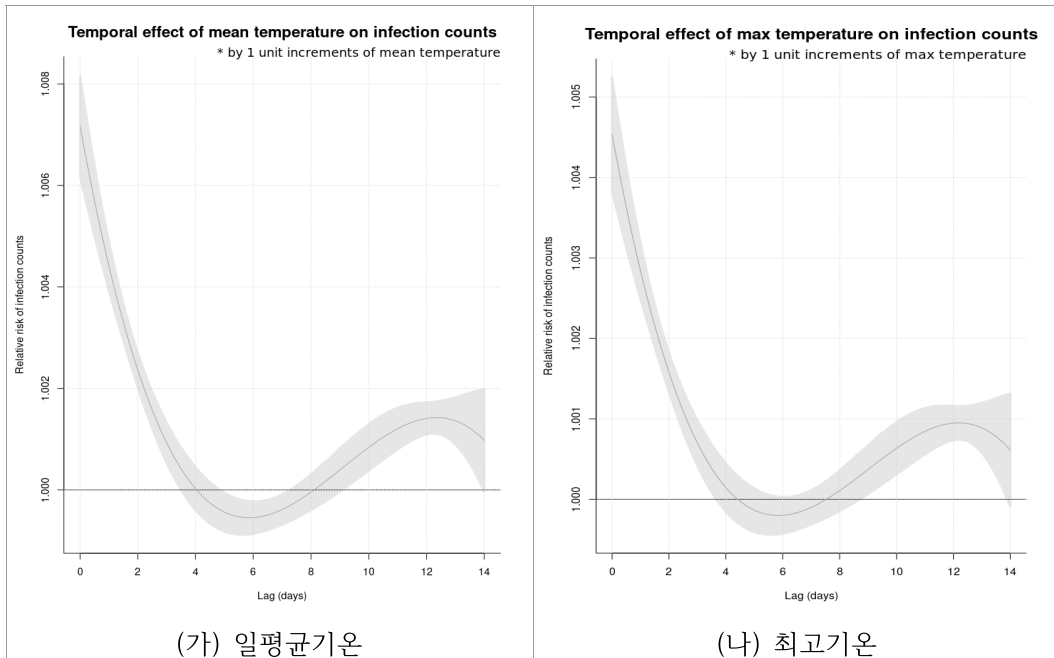 Temporal effect of mean temperature on infection counts
* by 1 unit increments of mean temperature
Relative risk of infection counts
1.008
1.006
1.004
1.002
1.000
0 2 4 6 8 10 12 14
Lag (days)
(가) 일평균기온
Temporal effect of max temperature on infection counts
* by 1 unit increments of max temperature
Relative risk of infection counts
1.005
1.004
1.003
1.002
1.001
1.000
0 2 4 6 8 10 12 14
Lag (days)
(나) 최고기온